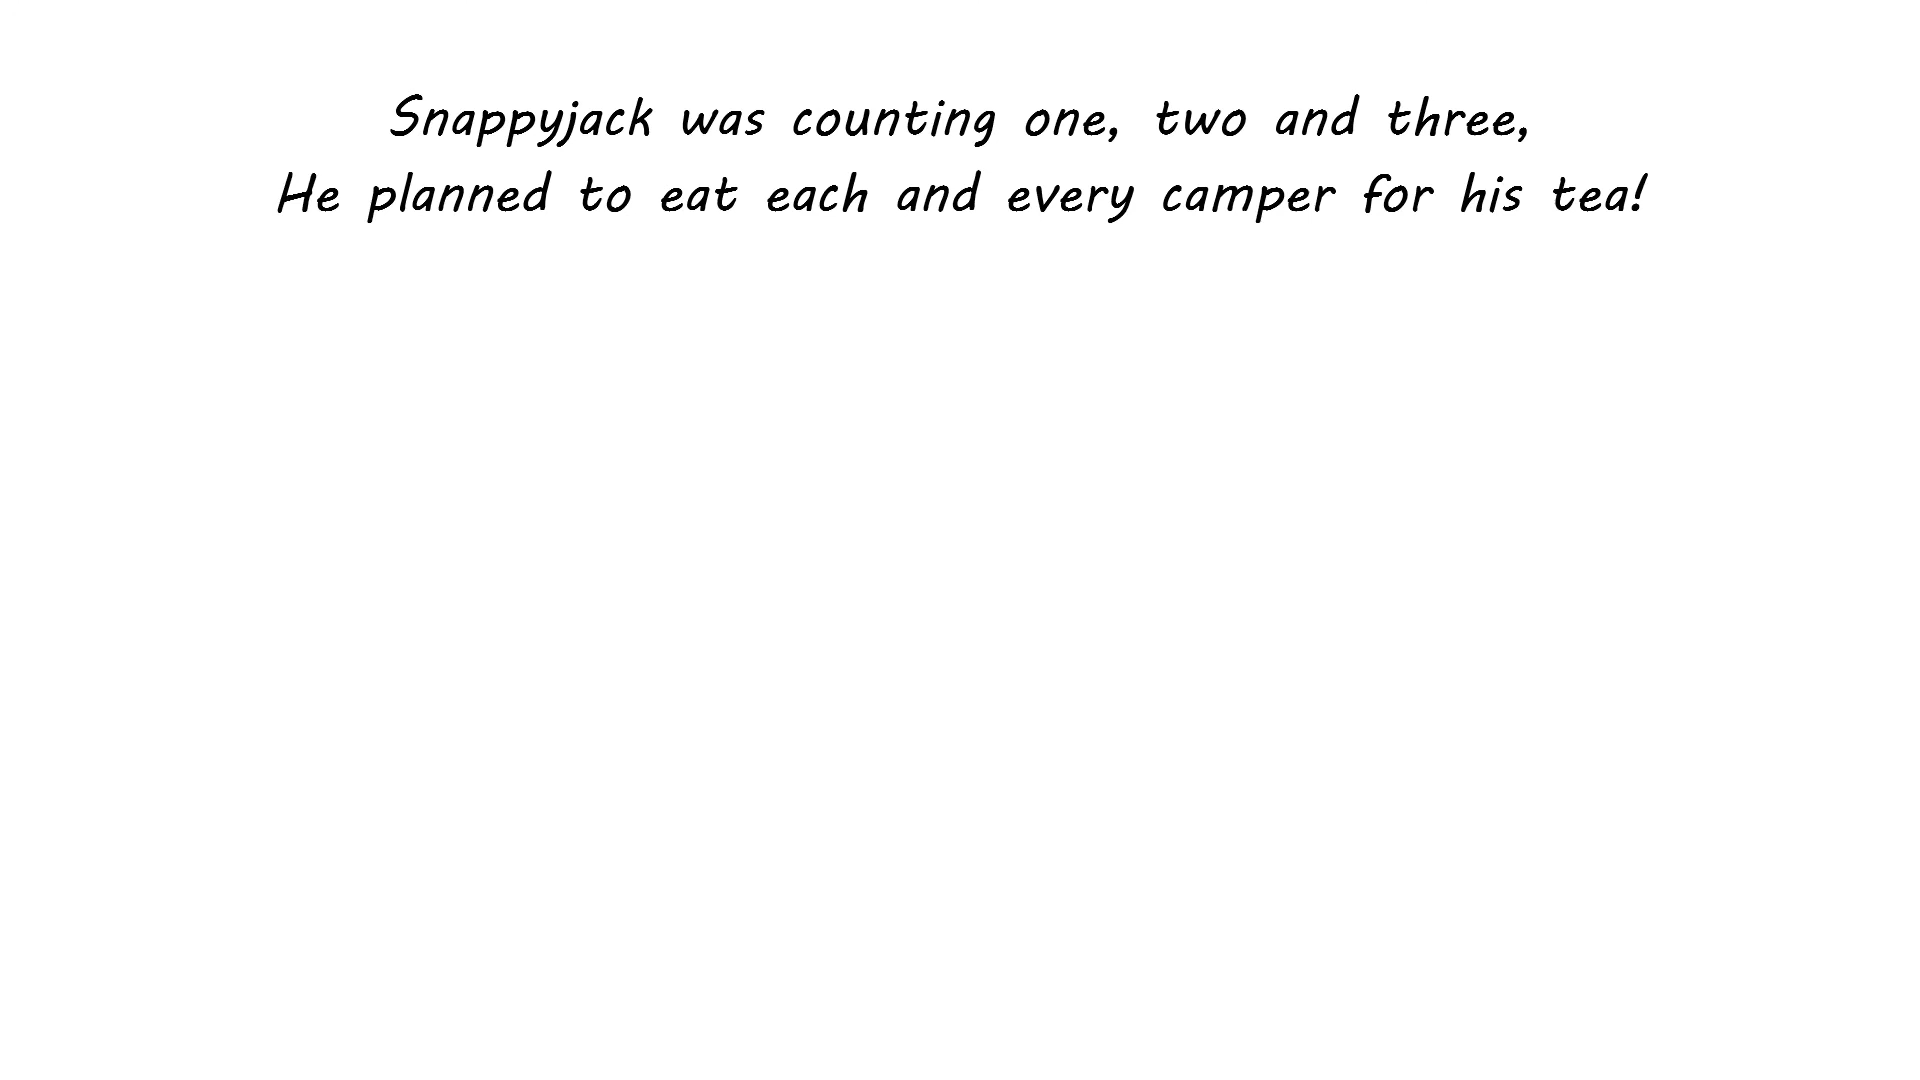 Snappyjack was counting one, two and three,
He planned to eat each and every camper for his tea!